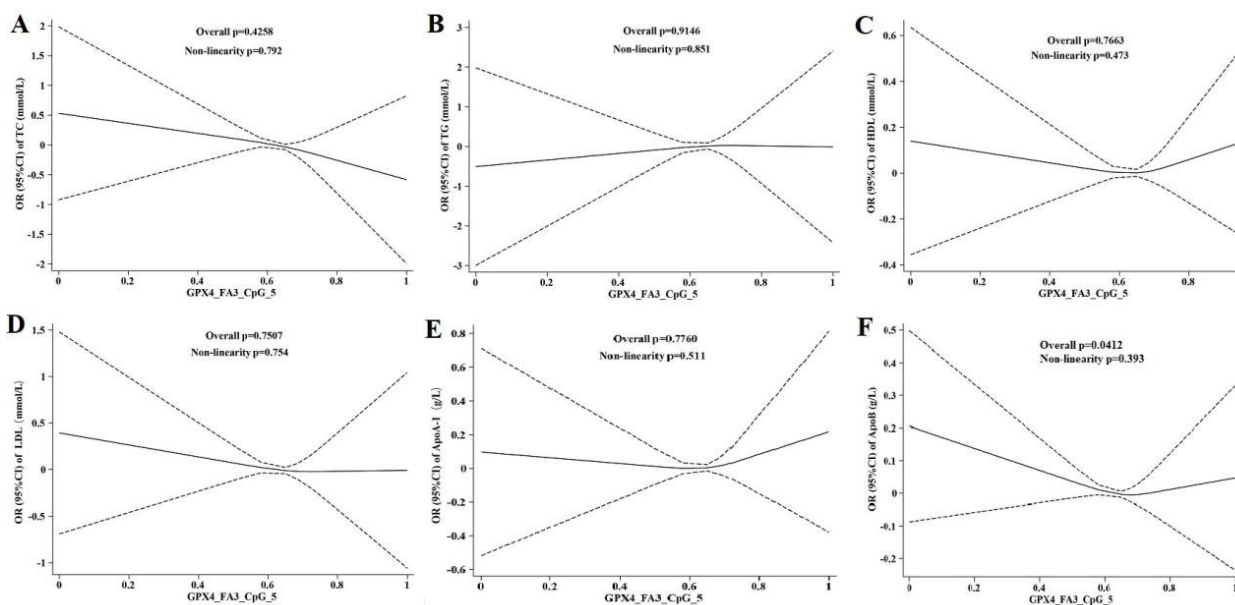 A
Overall p=0.4258
Non-linearity p=0.792
OR (95%CI) of TC (mmol/L)
2
1.5
1
0.5
0
-0.5
-1
-1.5
-2
0 0.2 0.4 0.6 0.8 1
GPX4_FA3_CpG_5
B
Overall p=0.9146
Non-linearity p=0.851
OR (95%CI) of TG (mmol/L)
3
2
1
0
-1
-2
-3
0 0.2 0.4 0.6 0.8 1
GPX4_FA3_CpG_5
C
Overall p=0.7663
Non-linearity p=0.473
OR (95%CI) of HDL (mmol/L)
0.6
0.4
0.2
0
-0.2
-0.4
0 0.2 0.4 0.6 0.8 1
GPX4_FA3_CpG_5
D
Overall p=0.7507
Non-linearity p=0.754
OR (95%CI) of LDL (mmol/L)
1.5
1
0.5
0
-0.5
-1
0 0.2 0.4 0.6 0.8 1
GPX4_FA3_CpG_5
E
Overall p=0.7760
Non-linearity p=0.511
OR (95%CI) of ApoA-1 (g/L)
0.8
0.6
0.4
0.2
0
-0.2
-0.4
-0.6
0 0.2 0.4 0.6 0.8 1
GPX4_FA3_CpG_5
F
Overall p=0.0412
Non-linearity p=0.393
OR (95%CI) of ApoB (g/L)
0.5
0.4
0.3
0.2
0.1
0
-0.1
-0.2
0 0.2 0.4 0.6 0.8 1
GPX4_FA3_CpG_5